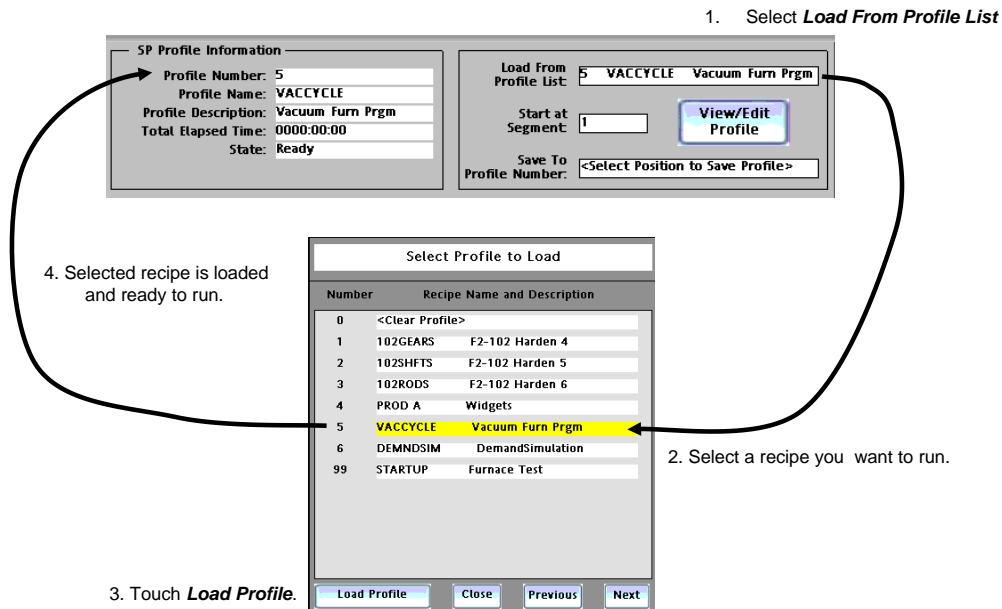 1. Select Load From Profile List
SP Profile Information
Profile Number: 5
Profile Name: VACCYCLE
Profile Description: Vacuum Furn Prgm
Total Elapsed Time: 0000:00:00
State: Ready
Load From
Profile List: 5 VACCYCLE Vacuum Furn Prgm
Start at
Segment: 1
View/Edit
Profile
Save To
Profile Number: <Select Position to Save Profile>
4. Selected recipe is loaded
and ready to run.
Select Profile to Load
Number Recipe Name and Description
0 <Clear Profile>
1 102GEARS F2-102 Harden 4
2 102SHFTS F2-102 Harden 5
3 102RODS F2-102 Harden 6
4 PROD A Widgets
5 VACCYCLE Vacuum Furn Prgm
6 DEMNDSIM DemandSimulation
99 STARTUP Furnace Test
2. Select a recipe you want to run.
3. Touch Load Profile.
Load Profile Close Previous Next